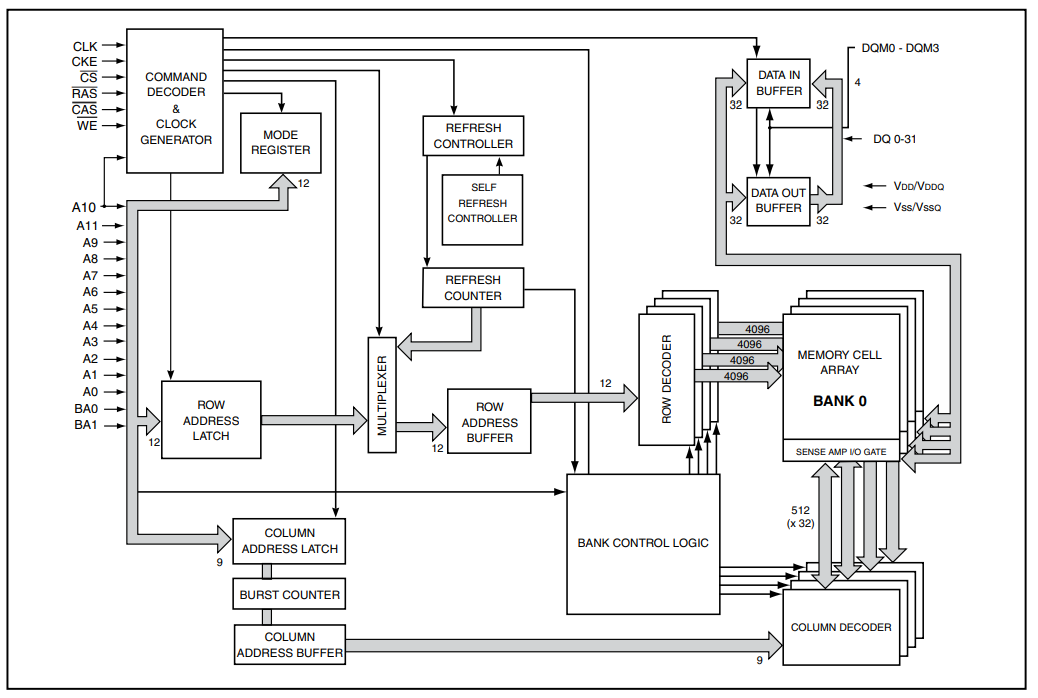 CLK
CKE
CS
RAS
CAS
WE
A10
A11
A9
A8
A7
A6
A5
A4
A3
A2
A1
A0
BA0
BA1
COMMAND
DECODER
&
CLOCK
GENERATOR
MODE
REGISTER
12
REFRESH
CONTROLLER
SELF
REFRESH
CONTROLLER
REFRESH
COUNTER
DATA IN
BUFFER
32
32
DQM0 - DQM3
4
DQ 0-31
DATA OUT
BUFFER
32
32
VDD/VDDQ
Vss/VssQ
ROW
ADDRESS
LATCH
12
MULTIPLEXER
12
ROW
ADDRESS
BUFFER
12
ROW DECODER
4096
4096
4096
4096
MEMORY CELL
ARRAY
BANK 0
SENSE AMP I/O GATE
512
(x 32)
BANK CONTROL LOGIC
COLUMN
ADDRESS LATCH
9
BURST COUNTER
COLUMN
ADDRESS BUFFER
9
COLUMN DECODER